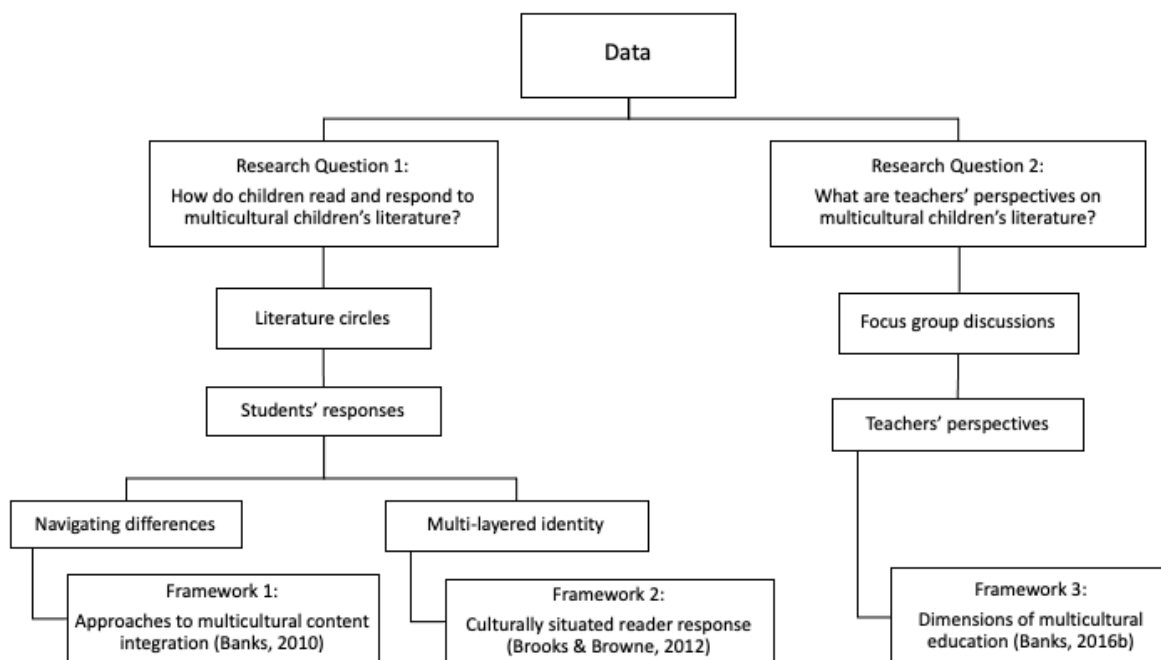 Data
Research Question 1:
How do children read and respond to
multicultural children's literature?
Research Question 2:
What are teachers' perspectives on
multicultural children's literature?
Literature circles
Focus group discussions
Students' responses
Teachers' perspectives
Navigating differences
Multi-layered identity
Framework 1:
Approaches to multicultural content
integration (Banks, 2010)
Framework 2:
Culturally situated reader response
(Brooks & Browne, 2012)
Framework 3:
Dimensions of multicultural
education (Banks, 2016b)